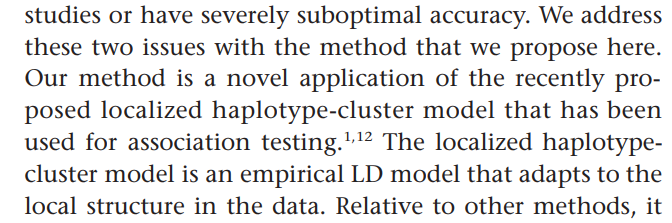 studies or have severely suboptimal accuracy. We address
these two issues with the method that we propose here.
Our method is a novel application of the recently pro-
posed localized haplotype-cluster model that has been
used for association testing.1,12 The localized haplotype-
cluster model is an empirical LD model that adapts to the
local structure in the data. Relative to other methods, it